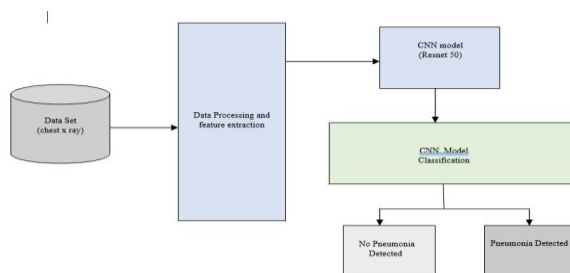 CNN model
(Resnet 50)
Data Set
(chest x ray)
Data Processing and
feature extraction
CNN Model
Classification
No Pneumonia
Detected
Pneumonia Detected